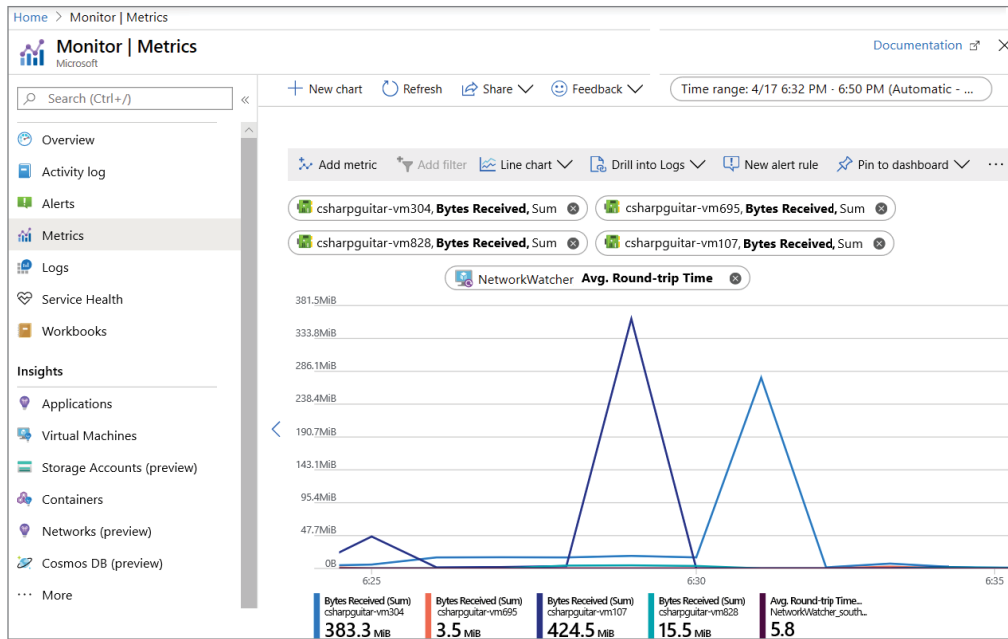 Home > Monitor | Metrics
Monitor | Metrics
Microsoft
Documentation
Search (Ctrl+/)
Overview
Activity log
Alerts
Metrics
Logs
Service Health
Workbooks
Insights
Applications
Virtual Machines
Storage Accounts (preview)
Containers
Networks (preview)
Cosmos DB (preview)
··· More
New chart Refresh Share Feedback Time range: 4/17 6:32 PM - 6:50 PM (Automatic - ...
Add metric Add filter Line chart Drill into Logs New alert rule Pin to dashboard ···
csharpguitar-vm304, Bytes Received, Sum csharpguitar-vm695, Bytes Received, Sum
csharpguitar-vm828, Bytes Received, Sum csharpguitar-vm107, Bytes Received, Sum
NetworkWatcher Avg. Round-trip Time
381.5MiB
333.8MiB
286.1MiB
238.4MiB
190.7MiB
143.1MiB
95.4MiB
47.7MiB
0B
6:25 6:30 6:35
Bytes Received (Sum) Bytes Received (Sum) Bytes Received (Sum) Bytes Received (Sum) Avg. Round-trip Time...
csharpguitar-vm304 csharpguitar-vm695 csharpguitar-vm107 csharpguitar-vm828 NetworkWatcher_south...
383.3 MiB 3.5 MiB 424.5 MiB 15.5 MiB 5.8